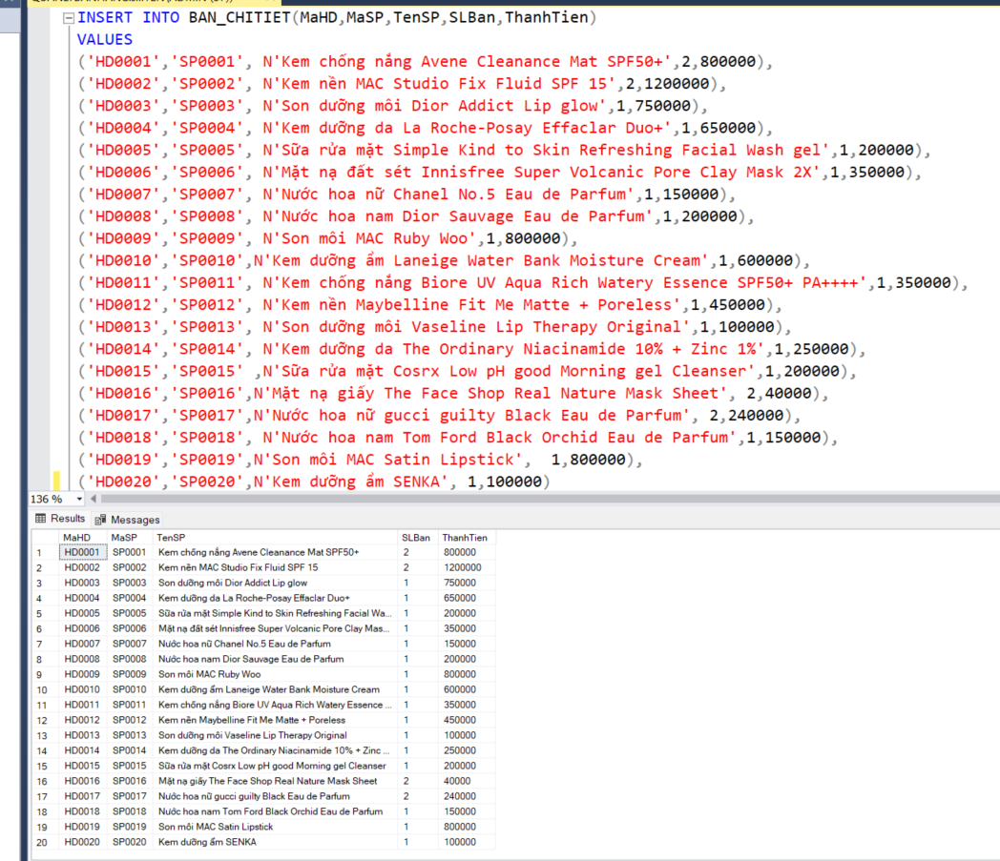 INSERT INTO BAN_CHITIET(MaHD,MaSP,TenSP,SLBan,ThanhTien)
VALUES
('HD0001','SP0001', N'Kem chống nắng Avene Cleanance Mat SPF50+',2,800000),
('HD0002','SP0002', N'Kem nền MAC Studio Fix Fluid SPF 15',2,1200000),
('HD0003','SP0003', N'Son dưỡng môi Dior Addict Lip glow',1,750000),
('HD0004','SP0004', N'Kem dưỡng da La Roche-Posay Effaclar Duo+',1,650000),
('HD0005','SP0005', N'Sữa rửa mặt Simple Kind to Skin Refreshing Facial Wash gel',1,200000),
('HD0006','SP0006', N'Mặt nạ đất sét Innisfree Super Volcanic Pore Clay Mask 2X',1,350000),
('HD0007','SP0007', N'Nước hoa nữ Chanel No.5 Eau de Parfum',1,150000),
('HD0008','SP0008', N'Nước hoa nam Dior Sauvage Eau de Parfum',1,200000),
('HD0009','SP0009', N'Son môi MAC Ruby Woo',1,800000),
('HD0010','SP0010',N'Kem dưỡng ẩm Laneige Water Bank Moisture Cream',1,600000),
('HD0011','SP0011', N'Kem chống nắng Biore UV Aqua Rich Watery Essence SPF50+ PA++++',1,350000),
('HD0012','SP0012', N'Kem nền Maybelline Fit Me Matte + Poreless',1,450000),
('HD0013','SP0013', N'Son dưỡng môi Vaseline Lip Therapy Original',1,100000),
('HD0014','SP0014', N'Kem dưỡng da The Ordinary Niacinamide 10% + Zinc 1%',1,250000),
('HD0015','SP0015' ,N'Sữa rửa mặt Cosrx Low pH good Morning gel Cleanser',1,200000),
('HD0016','SP0016',N'Mặt nạ giấy The Face Shop Real Nature Mask Sheet', 2,40000),
('HD0017','SP0017',N'Nước hoa nữ gucci guilty Black Eau de Parfum', 2,240000),
('HD0018','SP0018', N'Nước hoa nam Tom Ford Black Orchid Eau de Parfum',1,150000),
('HD0019','SP0019',N'Son môi MAC Satin Lipstick',  1,800000),
('HD0020','SP0020',N'Kem dưỡng ẩm SENKA', 1,100000)
136 %
Results Messages
MaHD MaSP TenSP SLBan ThanhTien
1 HD0001 SP0001 Kem chống nắng Avene Cleanance Mat SPF50+ 2 800000
2 HD0002 SP0002 Kem nền MAC Studio Fix Fluid SPF 15 2 1200000
3 HD0003 SP0003 Son dưỡng môi Dior Addict Lip glow 1 750000
4 HD0004 SP0004 Kem dưỡng da La Roche-Posay Effaclar Duo+ 1 650000
5 HD0005 SP0005 Sữa rửa mặt Simple Kind to Skin Refreshing Facial Wa... 1 200000
6 HD0006 SP0006 Mặt nạ đất sét Innisfree Super Volcanic Pore Clay Mas... 1 350000
7 HD0007 SP0007 Nước hoa nữ Chanel No.5 Eau de Parfum 1 150000
8 HD0008 SP0008 Nước hoa nam Dior Sauvage Eau de Parfum 1 200000
9 HD0009 SP0009 Son môi MAC Ruby Woo 1 800000
10 HD0010 SP0010 Kem dưỡng ẩm Laneige Water Bank Moisture Cream 1 600000
11 HD0011 SP0011 Kem chống nắng Biore UV Aqua Rich Watery Essence ... 1 350000
12 HD0012 SP0012 Kem nền Maybelline Fit Me Matte + Poreless 1 450000
13 HD0013 SP0013 Son dưỡng môi Vaseline Lip Therapy Original 1 100000
14 HD0014 SP0014 Kem dưỡng da The Ordinary Niacinamide 10% + Zinc ... 1 250000
15 HD0015 SP0015 Sữa rửa mặt Cosrx Low pH good Morning gel Cleanser 1 200000
16 HD0016 SP0016 Mặt nạ giấy The Face Shop Real Nature Mask Sheet 2 40000
17 HD0017 SP0017 Nước hoa nữ gucci guilty Black Eau de Parfum 2 240000
18 HD0018 SP0018 Nước hoa nam Tom Ford Black Orchid Eau de Parfum 1 150000
19 HD0019 SP0019 Son môi MAC Satin Lipstick 1 800000
20 HD0020 SP0020 Kem dưỡng ẩm SENKA 1 100000